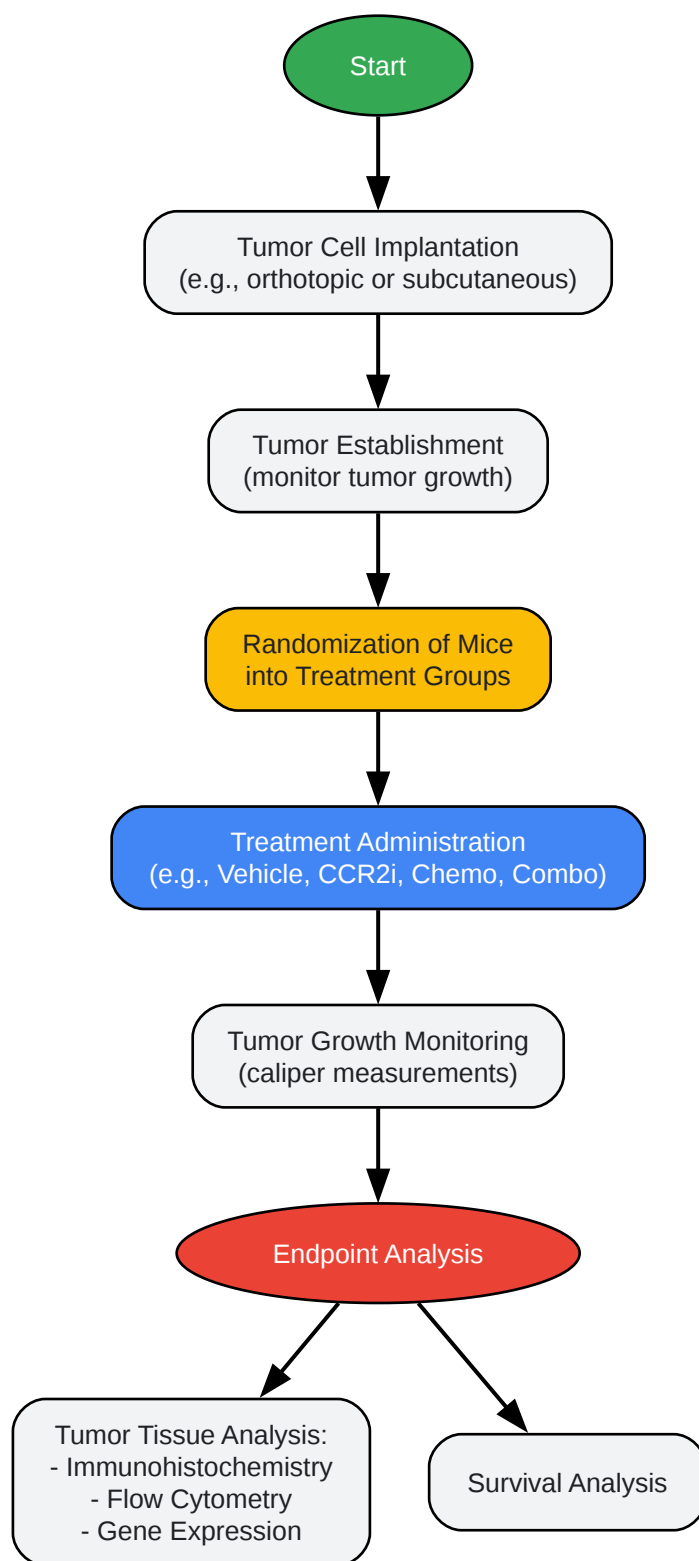 Start
Tumor Cell Implantation
(e.g., orthotopic or subcutaneous)
Tumor Establishment
(monitor tumor growth)
Randomization of Mice
into Treatment Groups
Treatment Administration
(e.g., Vehicle, CCR2i, Chemo, Combo)
Tumor Growth Monitoring
(caliper measurements)
Endpoint Analysis
Tumor Tissue Analysis:
- Immunohistochemistry
- Flow Cytometry
- Gene Expression
Survival Analysis